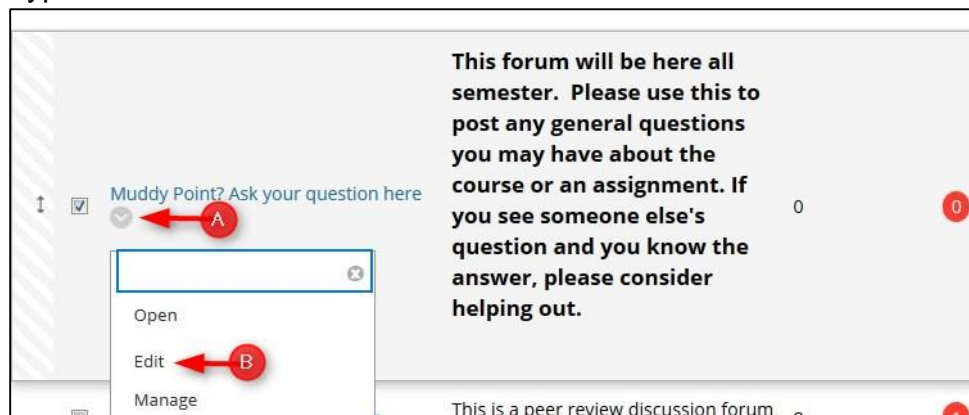 This forum will be here all
semester. Please use this to
post any general questions
you may have about the
course or an assignment. If
you see someone else's
question and you know the
answer, please consider
helping out.
Muddy Point? Ask your question here
A
0
0
Open
Edit
B
Manage
This is a peer review discussion forum